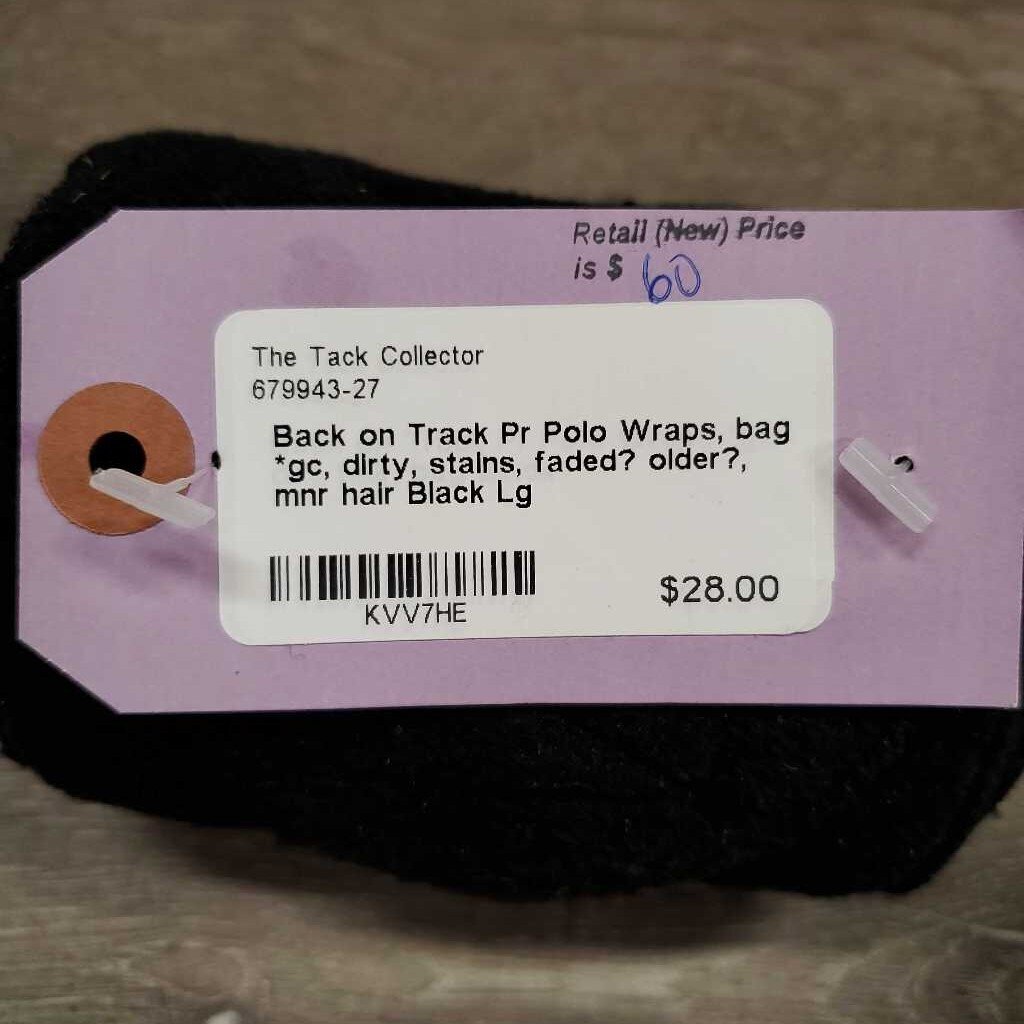 Retail (New) Price
is $ 60
The Tack Collector
679943-27
Back on Track Pr Polo Wraps, bag
*gc, dirty, stains, faded? older?,
mnr hair Black Lg
KVV7HE
$28.00